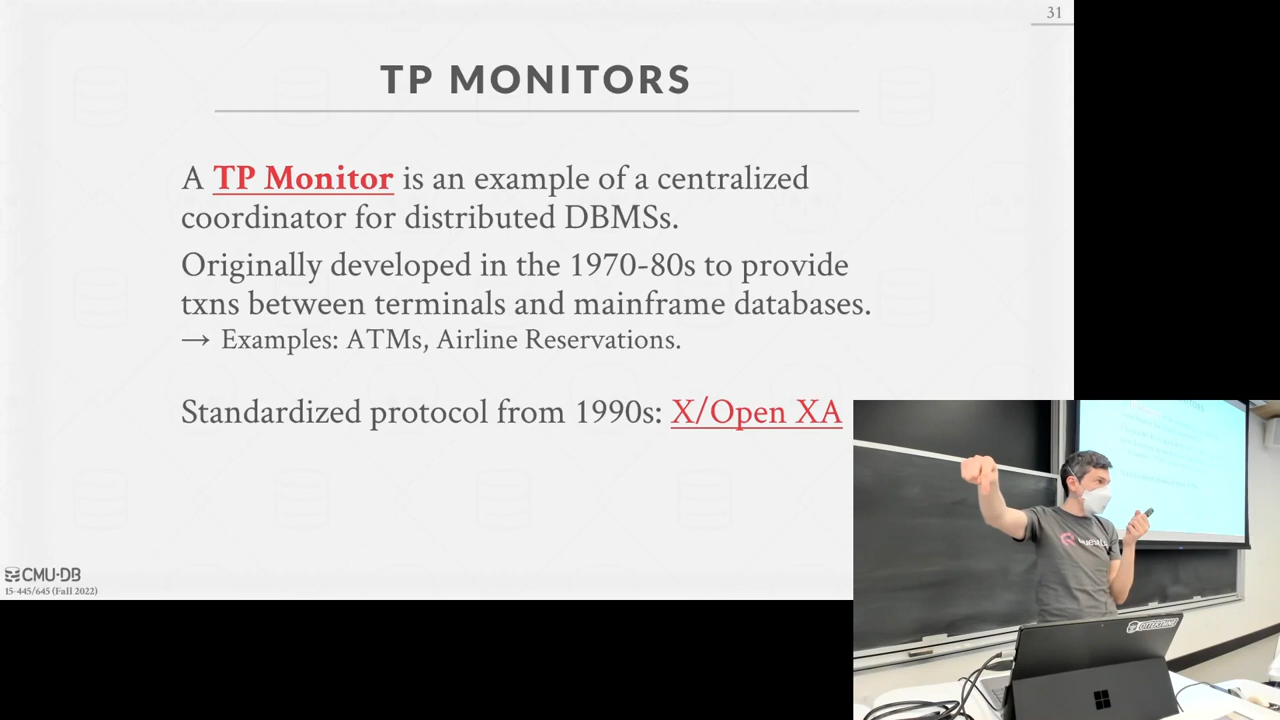 31
TP MONITORS
A TP Monitor is an example of a centralized
coordinator for distributed DBMSs.
Originally developed in the 1970-80s to provide
txns between terminals and mainframe databases.
→ Examples: ATMs, Airline Reservations.
Standardized protocol from 1990s: X/Open XA
CMU·DB
15-445/645 (Fall 2022)